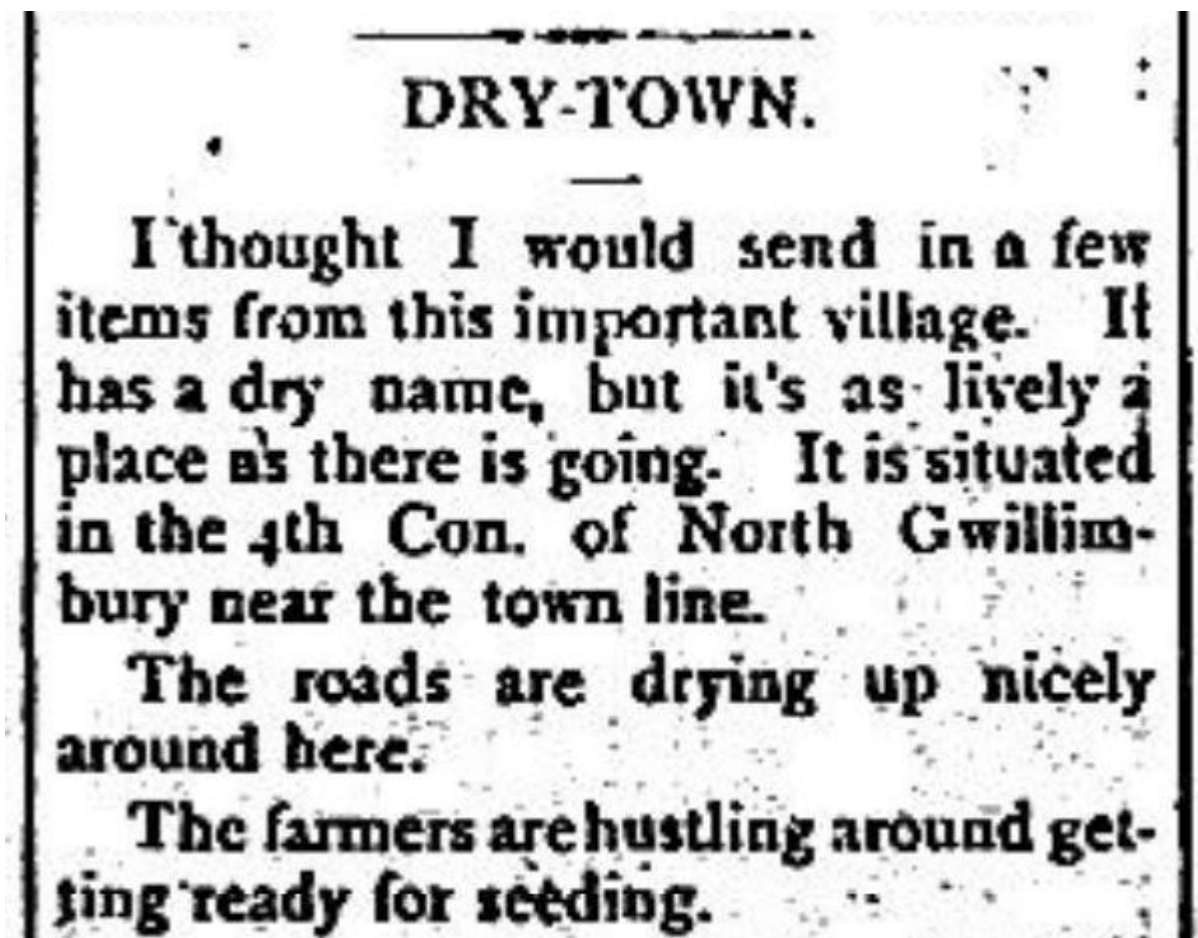 DRY-TOWN.
I thought I would send in a few
items from this important village. It
has a dry name, but it's as lively a
place as there is going. It is situated
in the 4th Con. of North Gwillim-
bury near the town line.
The roads are drying up nicely
around here.
The farmers are hustling around get-
ting ready for seeding.